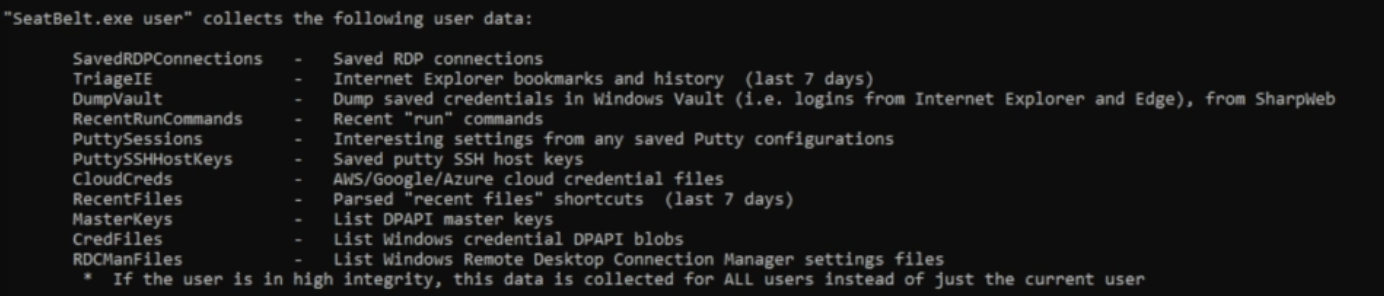 "SeatBelt.exe user" collects the following user data:
SavedRDPConnections - Saved RDP connections
TriageIE - Internet Explorer bookmarks and history (last 7 days)
DumpVault - Dump saved credentials in Windows Vault (i.e. logins from Internet Explorer and Edge), from SharpWeb
RecentRunCommands - Recent "run" commands
PuttySessions - Interesting settings from any saved Putty configurations
PuttySSHHostKeys - Saved putty SSH host keys
CloudCreds - AWS/Google/Azure cloud credential files
RecentFiles - Parsed "recent files" shortcuts (last 7 days)
MasterKeys - List DPAPI master keys
CredFiles - List Windows credential DPAPI blobs
RDCManFiles - List Windows Remote Desktop Connection Manager settings files
* If the user is in high integrity, this data is collected for ALL users instead of just the current user